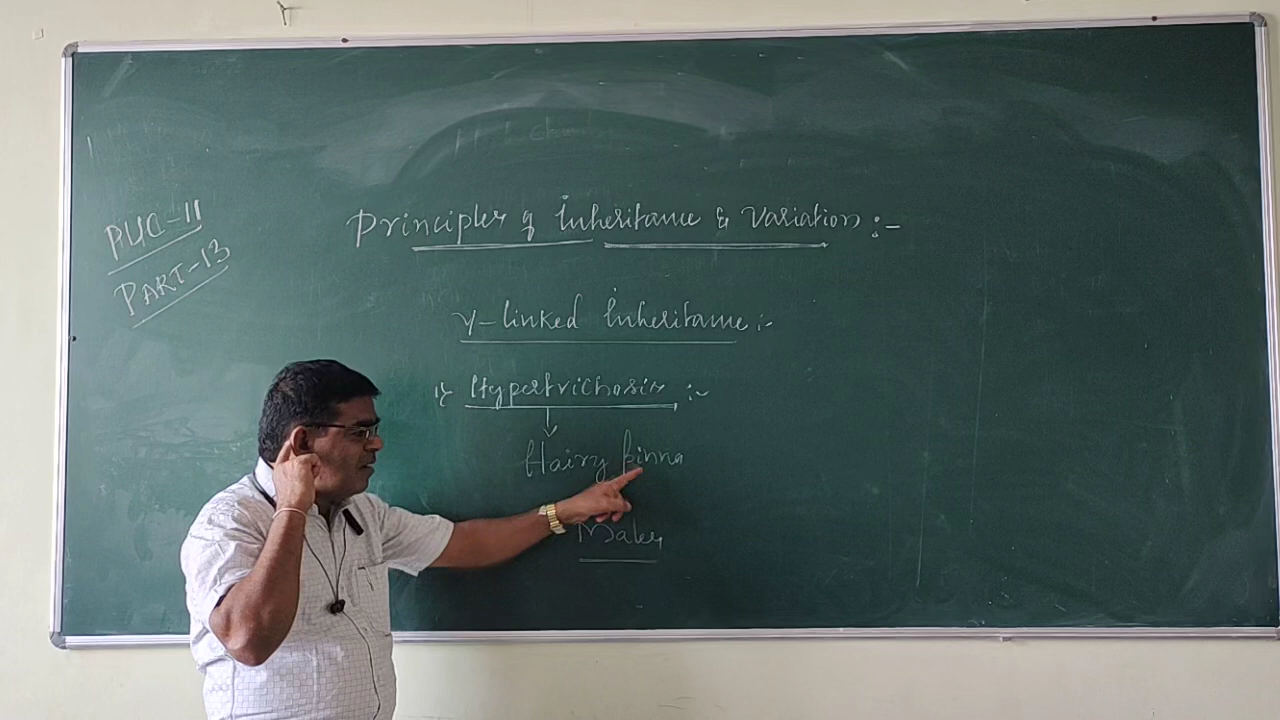 PUC-II
PART-13
Principles of Inheritance & Variation :-
Y-linked Inheritance :-
1) Hypertrichosis :-
Hairy pinna
Males